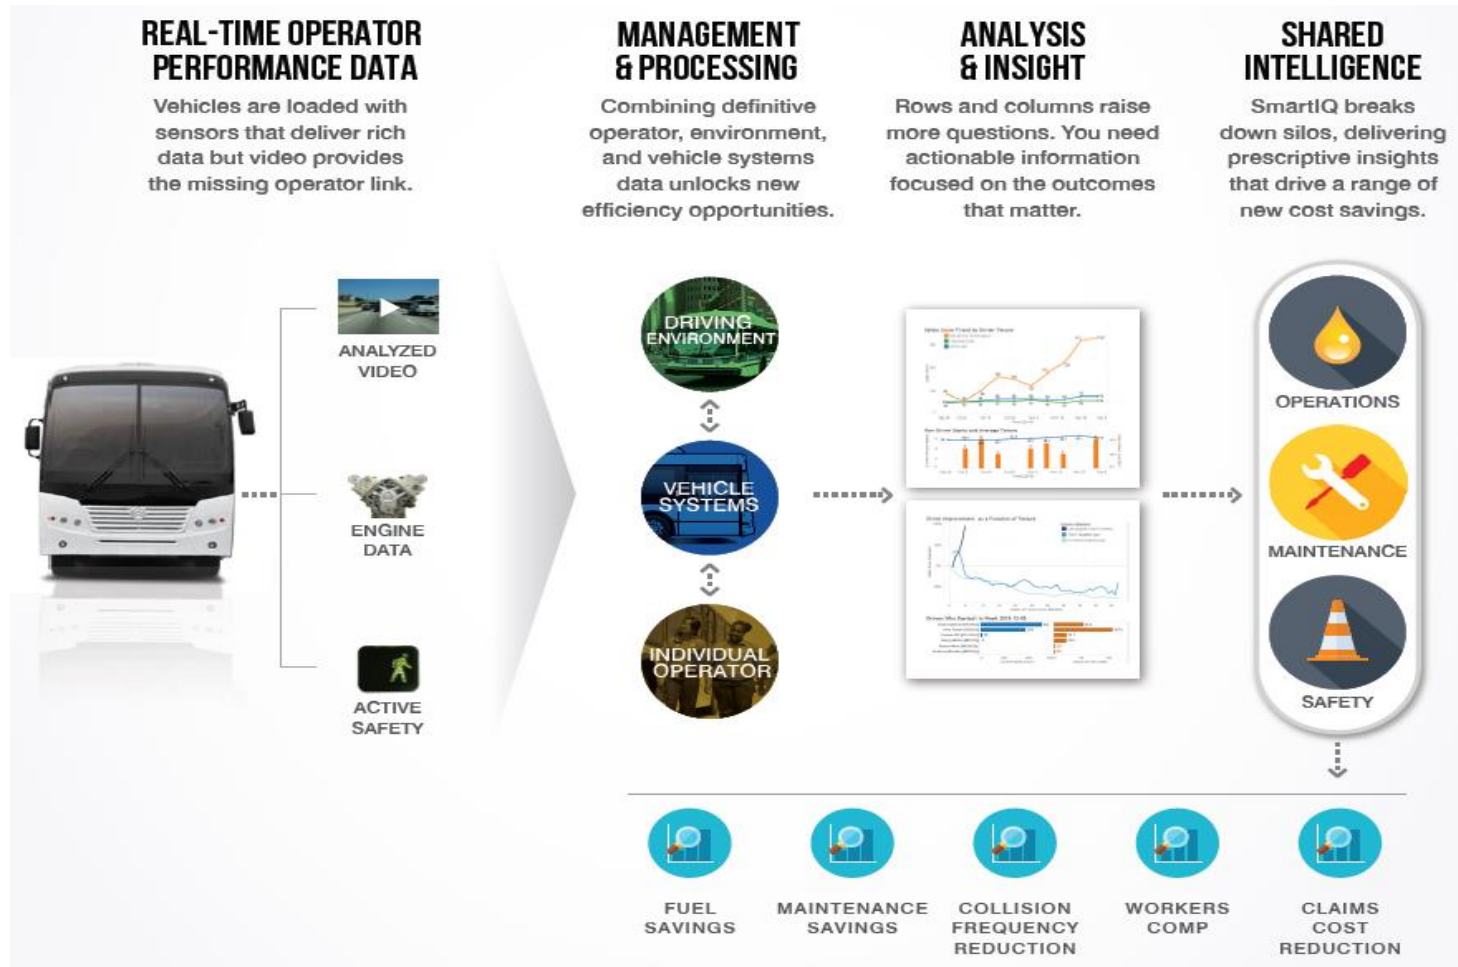 REAL-TIME OPERATOR
PERFORMANCE DATA
Vehicles are loaded with
sensors that deliver rich
data but video provides
the missing operator link.
MANAGEMENT
& PROCESSING
Combining definitive
operator, environment,
and vehicle systems
data unlocks new
efficiency opportunities.
ANALYSIS
& INSIGHT
Rows and columns raise
more questions. You need
actionable information
focused on the outcomes
that matter.
SHARED
INTELLIGENCE
SmartIQ breaks
down silos, delivering
prescriptive insights
that drive a range of
new cost savings.
ANALYZED
VIDEO
ENGINE
DATA
ACTIVE
SAFETY
DRIVING
ENVIRONMENT
VEHICLE
SYSTEMS
INDIVIDUAL
OPERATOR
OPERATIONS
MAINTENANCE
SAFETY
FUEL
SAVINGS
MAINTENANCE
SAVINGS
COLLISION
FREQUENCY
REDUCTION
WORKERS
COMP
CLAIMS
COST
REDUCTION